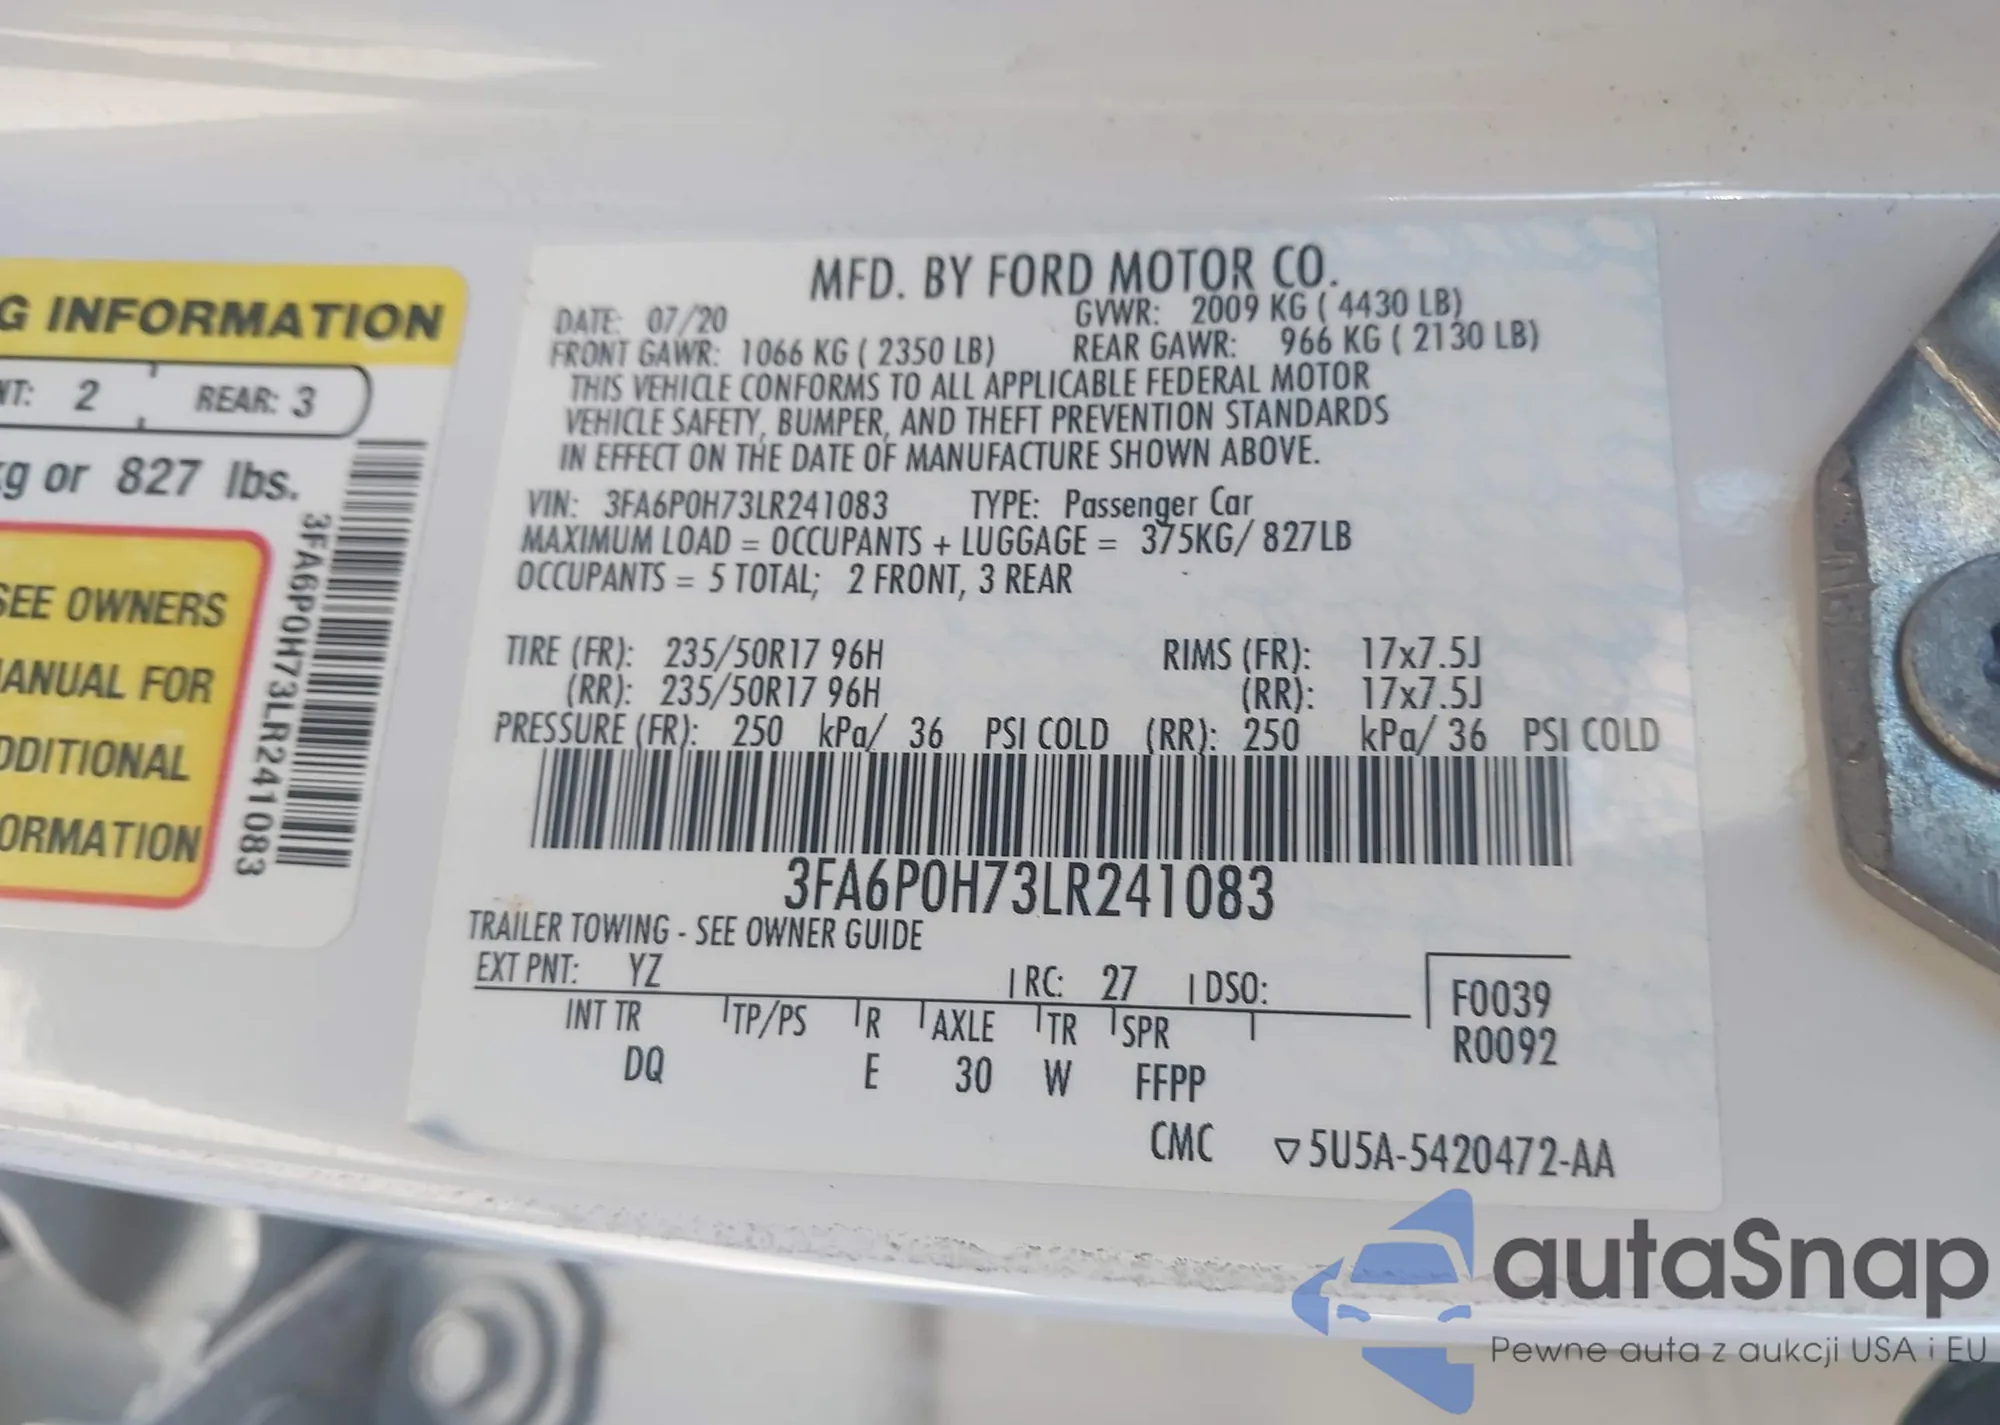 G INFORMATION
NT: 2 REAR: 3
kg or 827 lbs.
SEE OWNERS
MANUAL FOR
ADDITIONAL
FORMATION
3FA6P0H73LR241083
MFD. BY FORD MOTOR CO.
DATE: 07/20 GVWR: 2009 KG ( 4430 LB)
FRONT GAWR: 1066 KG ( 2350 LB) REAR GAWR: 966 KG ( 2130 LB)
THIS VEHICLE CONFORMS TO ALL APPLICABLE FEDERAL MOTOR
VEHICLE SAFETY, BUMPER, AND THEFT PREVENTION STANDARDS
IN EFFECT ON THE DATE OF MANUFACTURE SHOWN ABOVE.
VIN: 3FA6P0H73LR241083 TYPE: Passenger Car
MAXIMUM LOAD = OCCUPANTS + LUGGAGE = 375KG/ 827LB
OCCUPANTS = 5 TOTAL; 2 FRONT, 3 REAR
TIRE (FR): 235/50R17 96H RIMS (FR): 17x7.5J
(RR): 235/50R17 96H (RR): 17x7.5J
PRESSURE (FR): 250 kPa/ 36 PSI COLD (RR): 250 kPa/ 36 PSI COLD
3FA6P0H73LR241083
TRAILER TOWING - SEE OWNER GUIDE
EXT PNT: YZ RC: 27 DSO:
INT TR TP/PS R AXLE TR SPR
DQ E 30 W FFPP
F0039
R0092
CMC ▽5U5A-5420472-AA
autaSnap
Pewne auta z aukcji USA i EU